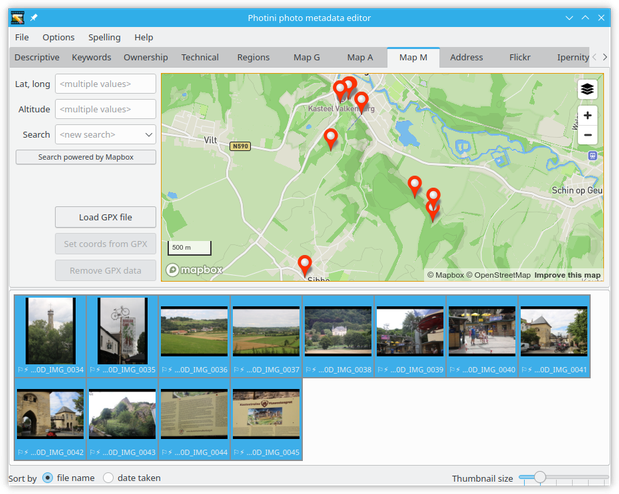 Photini photo metadata editor
File Options Spelling Help
Descriptive Keywords Ownership Technical Regions Map G Map A Map M Address Flickr Ipernity
Lat, long <multiple values>
Altitude <multiple values>
Search <new search>
Search powered by Mapbox
Load GPX file
Set coords from GPX
Remove GPX data
Kasteel Valkenburg
Vilt
N590
Schin op Geu
Sibbe
500 m
mapbox
© Mapbox © OpenStreetMap Improve this map
...0D_IMG_0034 ...0D_IMG_0035 ...0D_IMG_0036 ...0D_IMG_0037 ...0D_IMG_0038 ...0D_IMG_0039 ...0D_IMG_0040 ...0D_IMG_0041
...0D_IMG_0042 ...0D_IMG_0043 ...0D_IMG_0044 ...0D_IMG_0045
Sort by file name date taken Thumbnail size